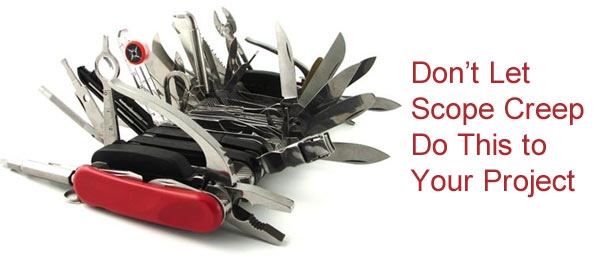 Don’t Let
Scope Creep
Do This to
Your Project